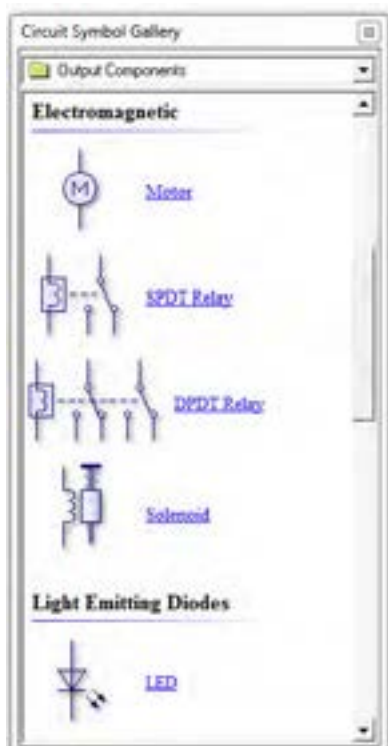 Circuit Symbol Gallery
Output Components
Electromagnetic
M
Motor
SPDT Relay
DPDT Relay
Solenoid
Light Emitting Diodes
LED